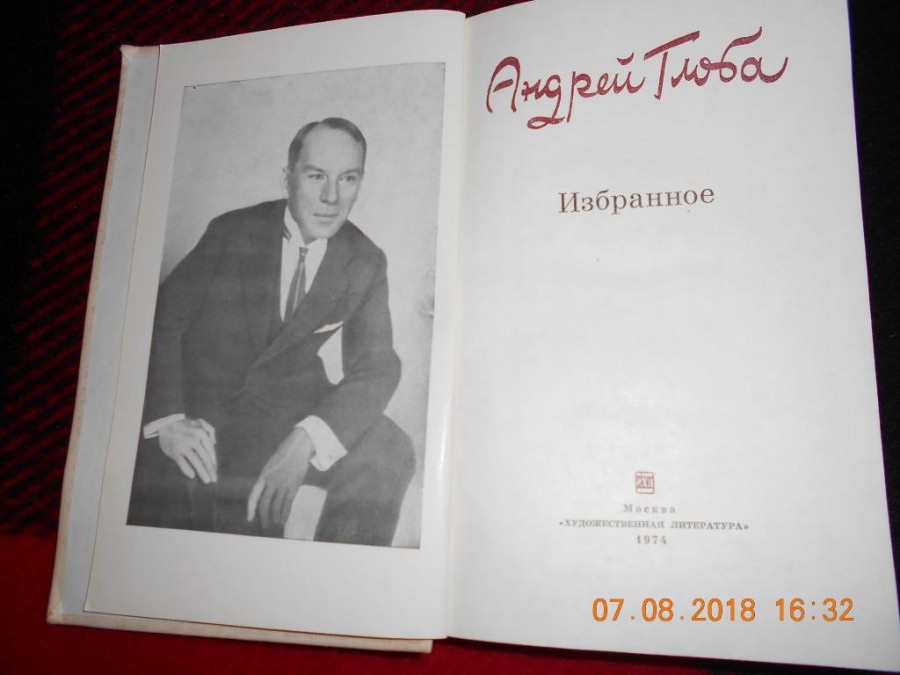 Андрей Глоба
Избранное
Москва
«ХУДОЖЕСТВЕННАЯ ЛИТЕРАТУРА»
1974
07.08.2018 16:32